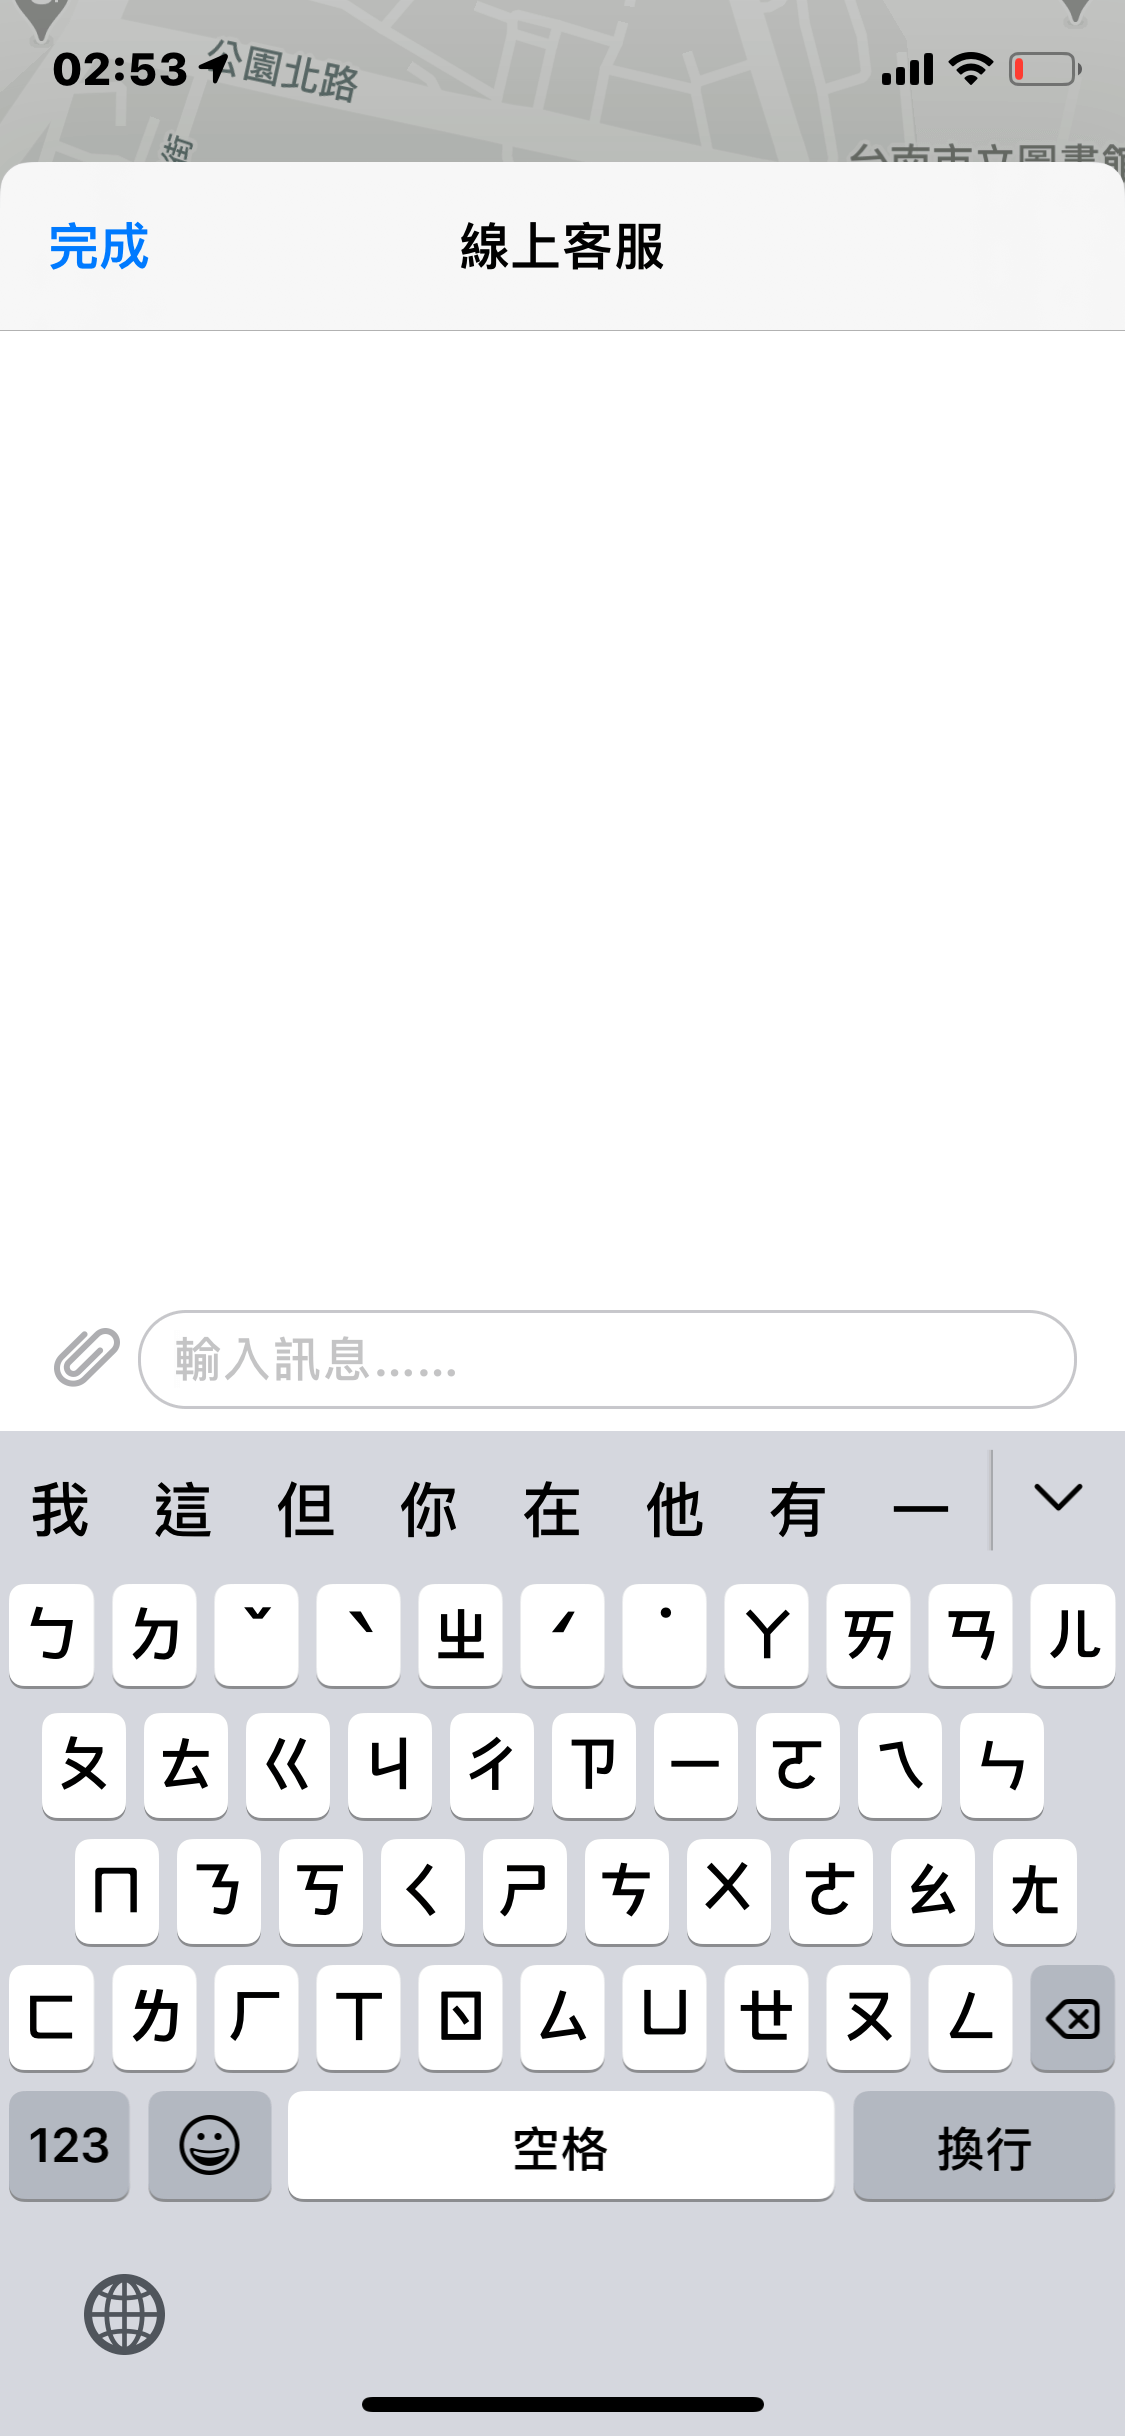 02:53
公園北路
街
台南市立圖書館
完成
線上客服
輸入訊息......
我 這 但 你 在 他 有 一
ㄅ ㄉ ˇ ˋ ㄓ ˊ ˙ ㄚ ㄞ ㄢ ㄦ
ㄆ ㄊ ㄍ ㄐ ㄔ ㄗ ㄧ ㄛ ㄟ ㄣ
ㄇ ㄋ ㄎ ㄑ ㄕ ㄘ ㄨ ㄜ ㄠ ㄤ
ㄈ ㄌ ㄏ ㄒ ㄖ ㄙ ㄩ ㄝ ㄡ ㄥ
123 空格 換行